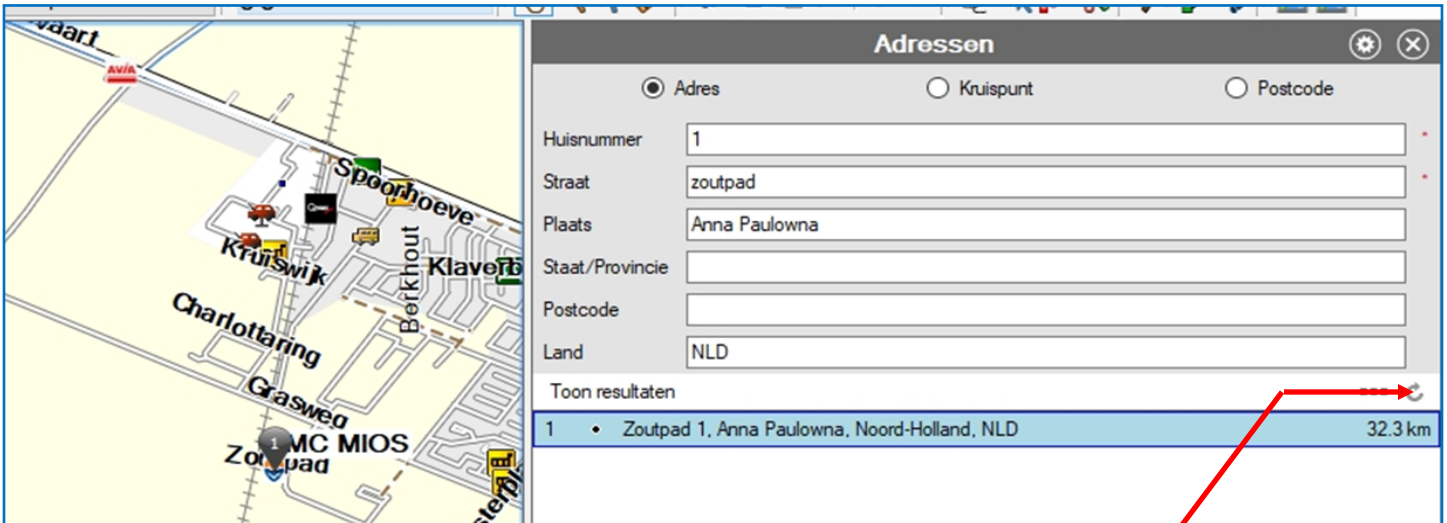 Adressen
Adres
Kruispunt
Postcode
Huisnummer
1
Straat
zoutpad
Plaats
Anna Paulowna
Staat/Provincie
Postcode
Land
NLD
Toon resultaten
1 • Zoutpad 1, Anna Paulowna, Noord-Holland, NLD 32.3 km
vaart
AVIA
Spoorhoeve
Kruiswijk
Berkhout
Klaverb
Charlottaring
Grasweg
1
MC MIOS
Zoutpad